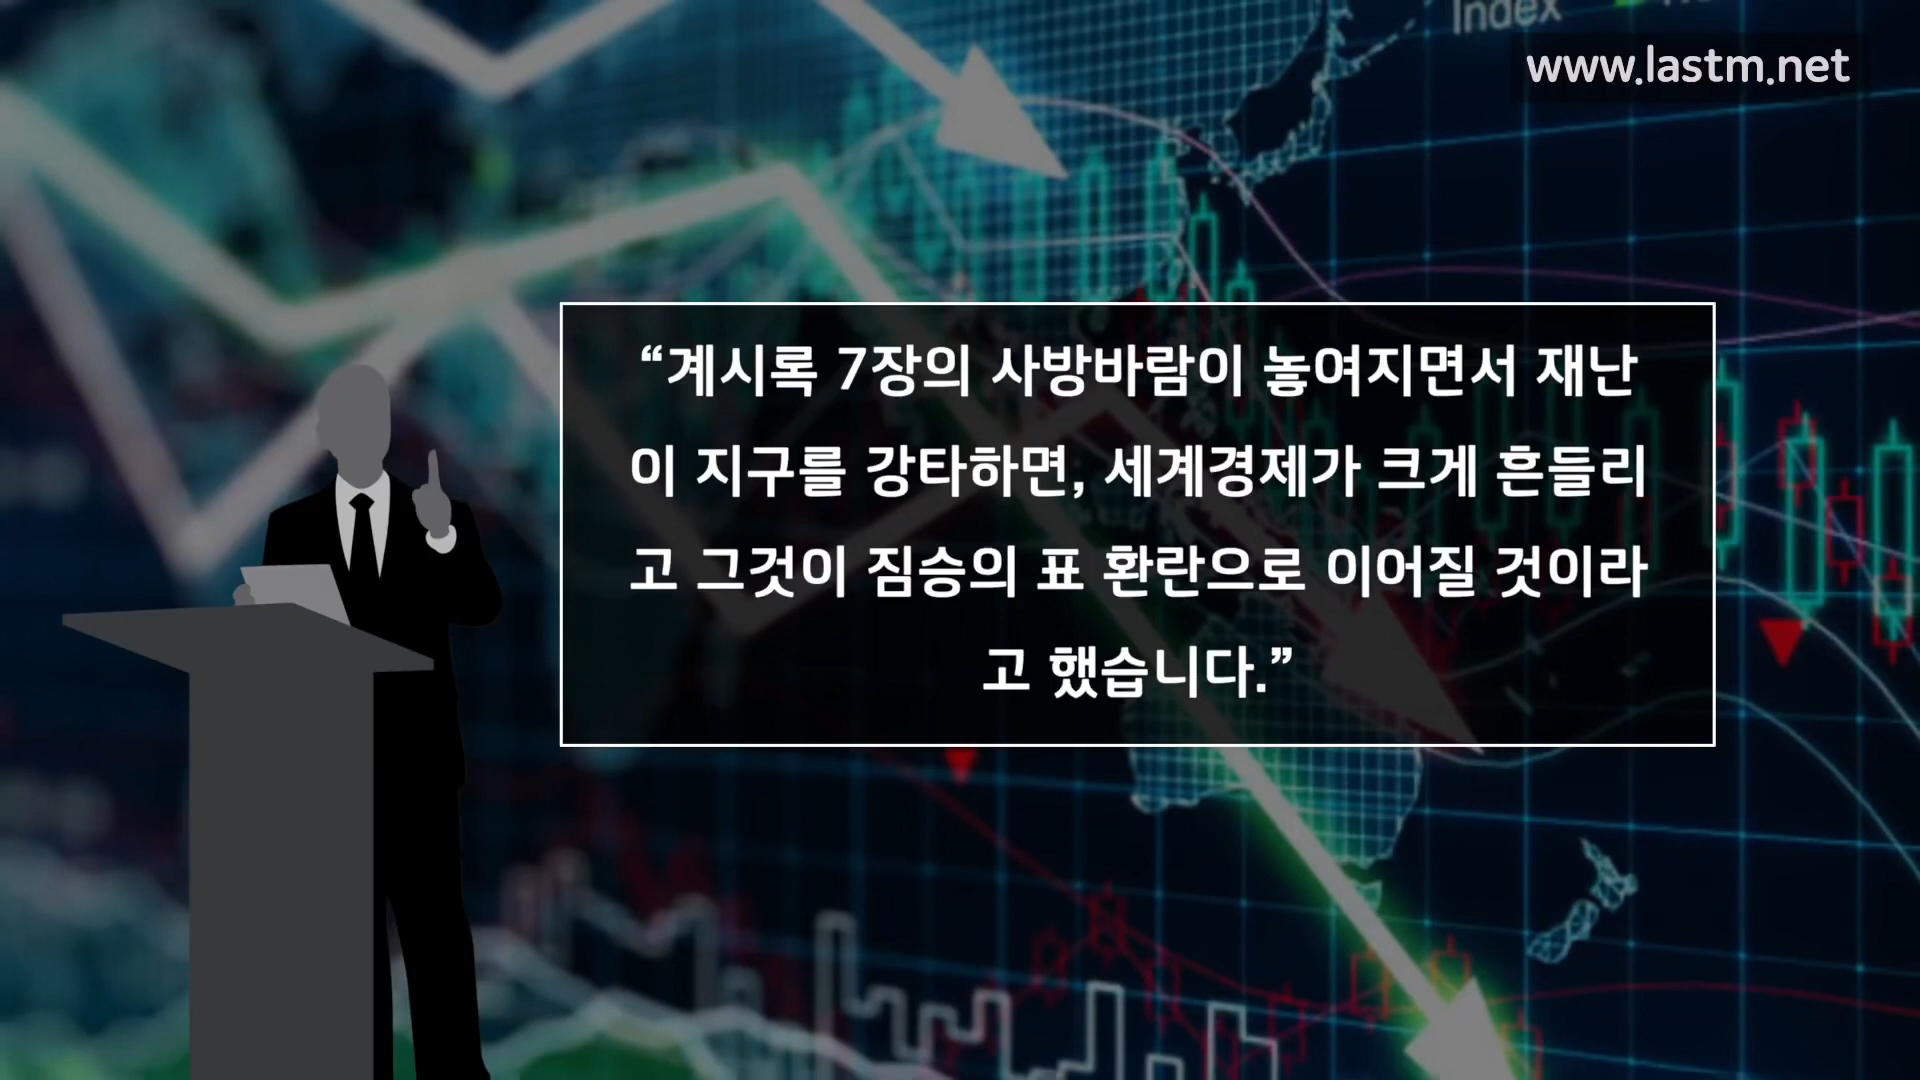 Index
www.lastm.net
“계시록 7장의 사방바람이 놓여지면서 재난
이 지구를 강타하면, 세계경제가 크게 흔들리
고 그것이 짐승의 표 환란으로 이어질 것이라
고 했습니다.”